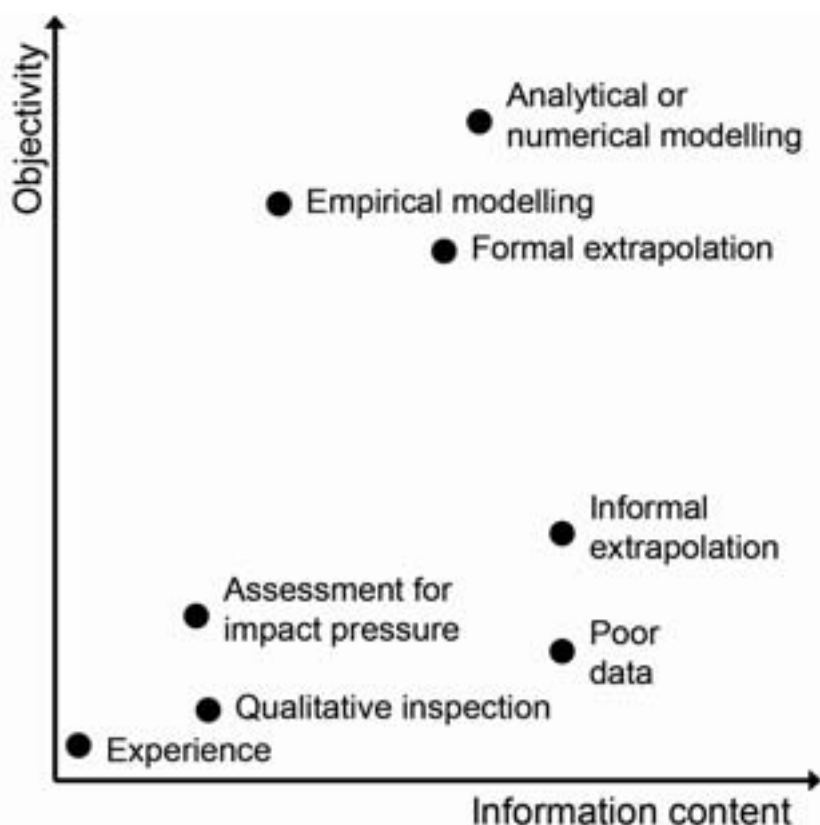 Objectivity
Analytical or
numerical modelling
Empirical modelling
Formal extrapolation
Informal
extrapolation
Assessment for
impact pressure
Poor
data
Qualitative inspection
Experience
Information content